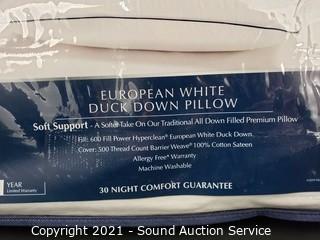 EUROPEAN WHITE
DUCK DOWN PILLOW
Soft Support - A Softer Take On Our Traditional All Down Filled Premium Pillow
Fill: 600 Fill Power Hyperclean® European White Duck Down
Cover: 500 Thread Count Barrier Weave® 100% Cotton Sateen
Allergy Free® Warranty
Machine Washable
YEAR
Limited Warranty
30 NIGHT COMFORT GUARANTEE
Copyright 2021 - Sound Auction Service